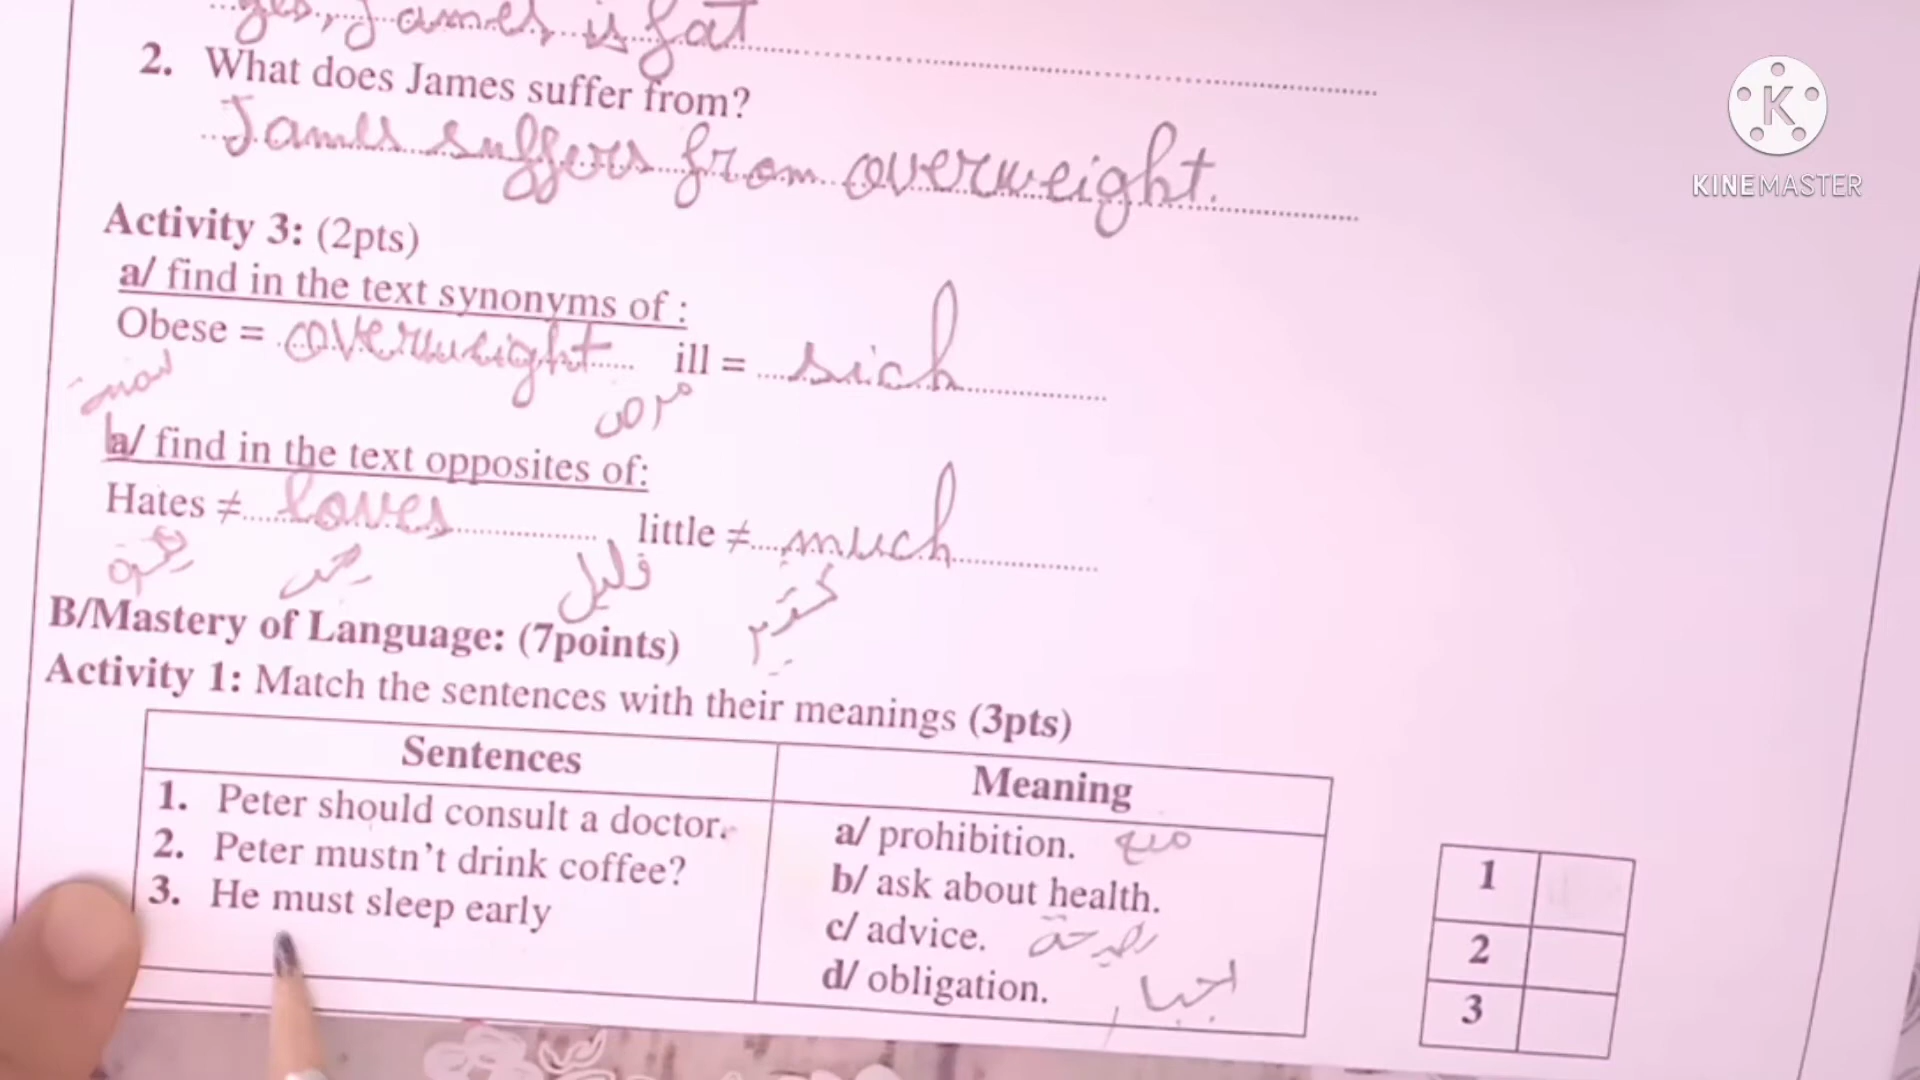 yes, James, is fat
2. What does James suffer from?
James suffers from overweight.
Activity 3: (2pts)
a/ find in the text synonyms of :
Obese = overweight ill = sick
مرض
b/ find in the text opposites of:
Hates ≠ loves little ≠ much
يكره يحب قليل كثير
B/Mastery of Language: (7points)
Activity 1: Match the sentences with their meanings (3pts)
Sentences Meaning
1. Peter should consult a doctor. a/ prohibition. منع
2. Peter mustn't drink coffee? b/ ask about health.
3. He must sleep early c/ advice. نصيحة
d/ obligation.
1
2
3
K
KINEMASTER